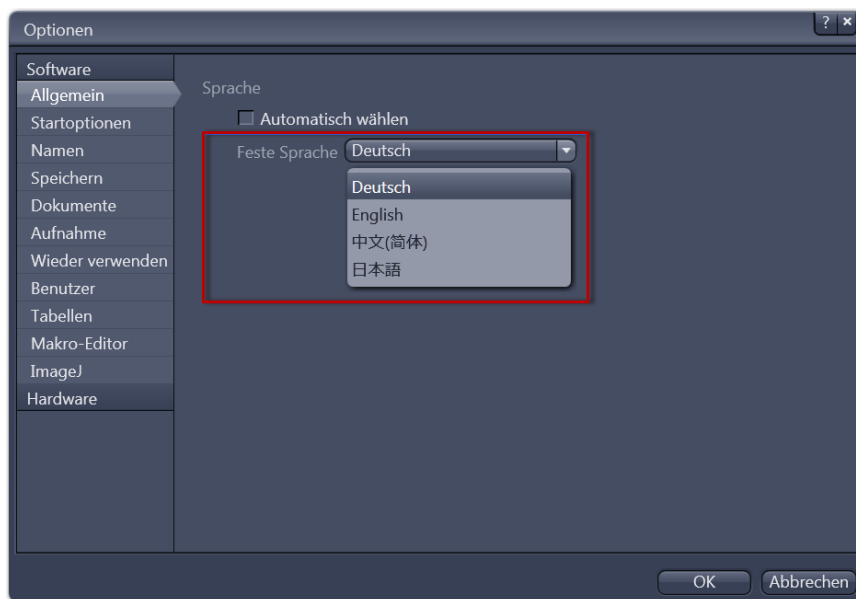 Optionen
? ×
Software
Allgemein
Startoptionen
Namen
Speichern
Dokumente
Aufnahme
Wieder verwenden
Benutzer
Tabellen
Makro-Editor
ImageJ
Hardware
Sprache
Automatisch wählen
Feste Sprache Deutsch
Deutsch
English
中文(简体)
日本語
OK Abbrechen